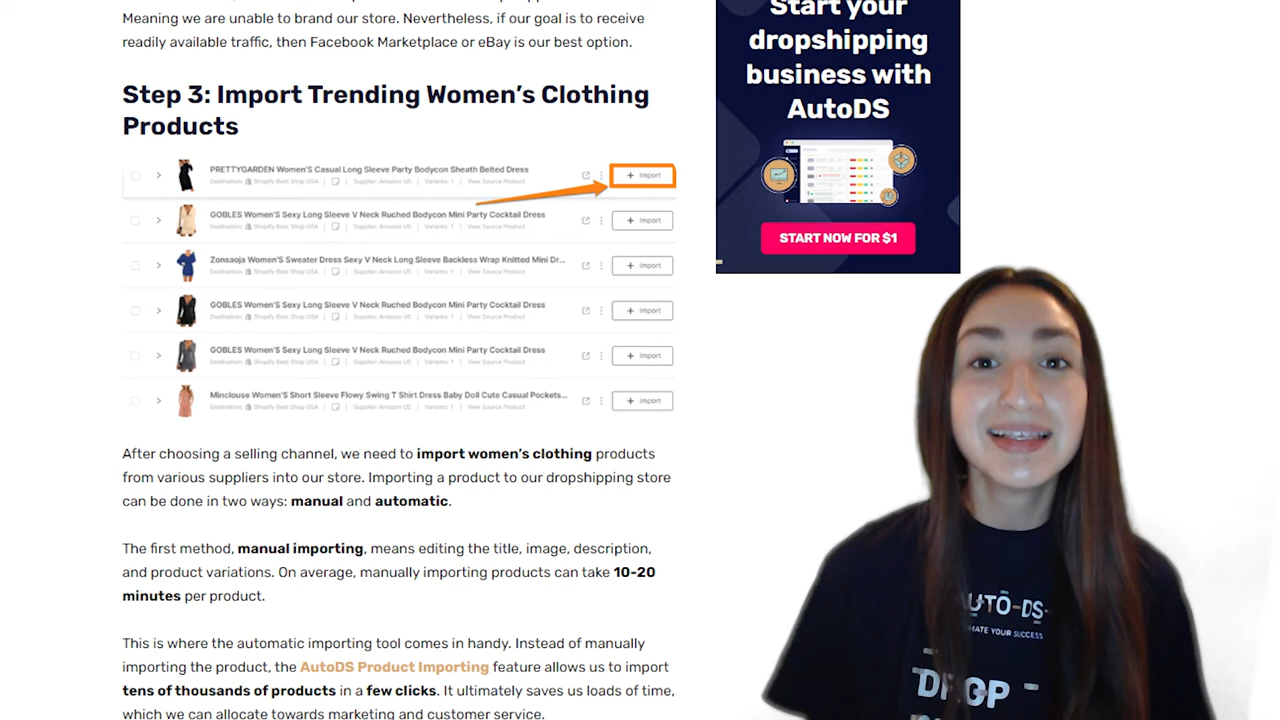 Meaning we are unable to brand our store. Nevertheless, if our goal is to receive
readily available traffic, then Facebook Marketplace or eBay is our best option.
Step 3: Import Trending Women's Clothing
Products
PRETTYGARDEN Women'S Casual Long Sleeve Party Bodycon Sheath Belted Dress
Destination: Shopify Best Shop USA | Supplier: Amazon US | Variants: 1 | View Source Product
+ Import
GOBLES Women'S Sexy Long Sleeve V Neck Ruched Bodycon Mini Party Cocktail Dress
Destination: Shopify Best Shop USA | Supplier: Amazon US | Variants: 1 | View Source Product
+ Import
Zonsaoja Women'S Sweater Dress Sexy V Neck Long Sleeve Backless Wrap Knitted Mini Dr...
Destination: Shopify Best Shop USA | Supplier: Amazon US | Variants: 1 | View Source Product
+ Import
GOBLES Women'S Sexy Long Sleeve V Neck Ruched Bodycon Mini Party Cocktail Dress
Destination: Shopify Best Shop USA | Supplier: Amazon US | Variants: 1 | View Source Product
+ Import
GOBLES Women'S Sexy Long Sleeve V Neck Ruched Bodycon Mini Party Cocktail Dress
Destination: Shopify Best Shop USA | Supplier: Amazon US | Variants: 1 | View Source Product
+ Import
Minclouse Women'S Short Sleeve Flowy Swing T Shirt Dress Baby Doll Cute Casual Pockets...
Destination: Shopify Best Shop USA | Supplier: Amazon US | Variants: 1 | View Source Product
+ Import
After choosing a selling channel, we need to import women's clothing products
from various suppliers into our store. Importing a product to our dropshipping store
can be done in two ways: manual and automatic.
The first method, manual importing, means editing the title, image, description,
and product variations. On average, manually importing products can take 10-20
minutes per product.
This is where the automatic importing tool comes in handy. Instead of manually
importing the product, the AutoDS Product Importing feature allows us to import
tens of thousands of products in a few clicks. It ultimately saves us loads of time,
which we can allocate towards marketing and customer service.
Start your
dropshipping
business with
AutoDS
START NOW FOR $1
AUTO-DS
MATE YOUR SUCCESS
DROP